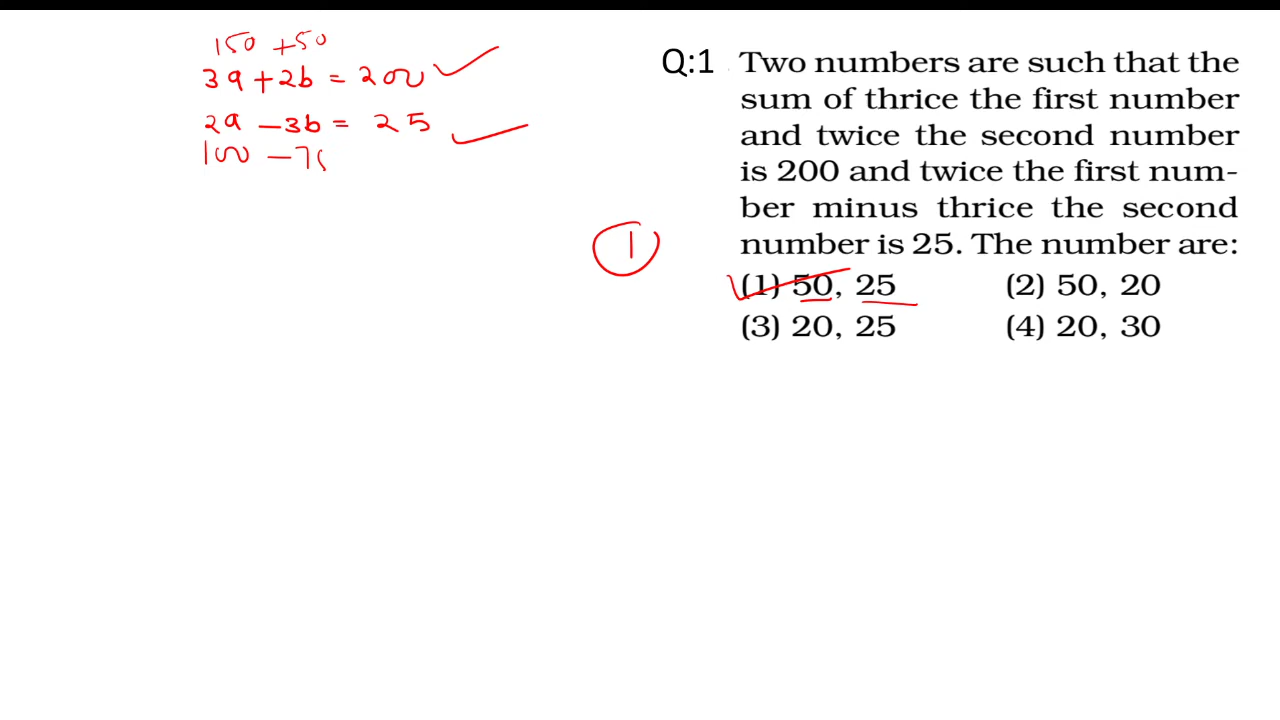 150 +50
3a + 2b = 200
2a - 3b = 25
100 - 7
1
Q:1 Two numbers are such that the
sum of thrice the first number
and twice the second number
is 200 and twice the first num-
ber minus thrice the second
number is 25. The number are:
(1) 50, 25 (2) 50, 20
(3) 20, 25 (4) 20, 30